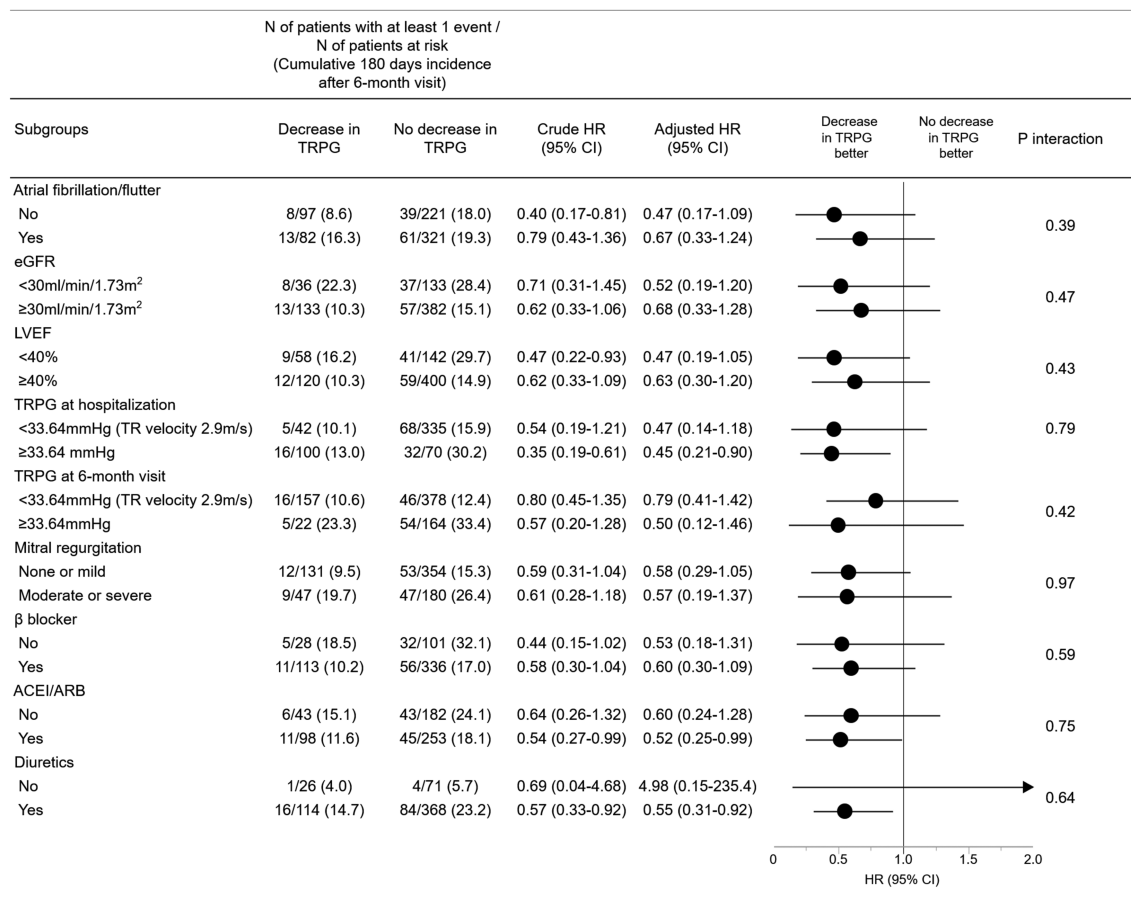 N of patients with at least 1 event /
N of patients at risk
(Cumulative 180 days incidence
after 6-month visit)
Subgroups Decrease in TRPG No decrease in TRPG Crude HR (95% CI) Adjusted HR (95% CI) Decrease in TRPG better No decrease in TRPG better P interaction
Atrial fibrillation/flutter
No 8/97 (8.6) 39/221 (18.0) 0.40 (0.17-0.81) 0.47 (0.17-1.09)
0.39
Yes 13/82 (16.3) 61/321 (19.3) 0.79 (0.43-1.36) 0.67 (0.33-1.24)
eGFR
<30ml/min/1.73m² 8/36 (22.3) 37/133 (28.4) 0.71 (0.31-1.45) 0.52 (0.19-1.20)
0.47
≥30ml/min/1.73m² 13/133 (10.3) 57/382 (15.1) 0.62 (0.33-1.06) 0.68 (0.33-1.28)
LVEF
<40% 9/58 (16.2) 41/142 (29.7) 0.47 (0.22-0.93) 0.47 (0.19-1.05)
0.43
≥40% 12/120 (10.3) 59/400 (14.9) 0.62 (0.33-1.09) 0.63 (0.30-1.20)
TRPG at hospitalization
<33.64mmHg (TR velocity 2.9m/s) 5/42 (10.1) 68/335 (15.9) 0.54 (0.19-1.21) 0.47 (0.14-1.18) 0.79
≥33.64 mmHg 16/100 (13.0) 32/70 (30.2) 0.35 (0.19-0.61) 0.45 (0.21-0.90)
TRPG at 6-month visit
<33.64mmHg (TR velocity 2.9m/s) 16/157 (10.6) 46/378 (12.4) 0.80 (0.45-1.35) 0.79 (0.41-1.42)
0.42
≥33.64mmHg 5/22 (23.3) 54/164 (33.4) 0.57 (0.20-1.28) 0.50 (0.12-1.46)
Mitral regurgitation
None or mild 12/131 (9.5) 53/354 (15.3) 0.59 (0.31-1.04) 0.58 (0.29-1.05)
0.97
Moderate or severe 9/47 (19.7) 47/180 (26.4) 0.61 (0.28-1.18) 0.57 (0.19-1.37)
β blocker
No 5/28 (18.5) 32/101 (32.1) 0.44 (0.15-1.02) 0.53 (0.18-1.31)
0.59
Yes 11/113 (10.2) 56/336 (17.0) 0.58 (0.30-1.04) 0.60 (0.30-1.09)
ACEI/ARB
No 6/43 (15.1) 43/182 (24.1) 0.64 (0.26-1.32) 0.60 (0.24-1.28)
0.75
Yes 11/98 (11.6) 45/253 (18.1) 0.54 (0.27-0.99) 0.52 (0.25-0.99)
Diuretics
No 1/26 (4.0) 4/71 (5.7) 0.69 (0.04-4.68) 4.98 (0.15-235.4)
0.64
Yes 16/114 (14.7) 84/368 (23.2) 0.57 (0.33-0.92) 0.55 (0.31-0.92)
0 0.5 1.0 1.5 2.0
HR (95% CI)